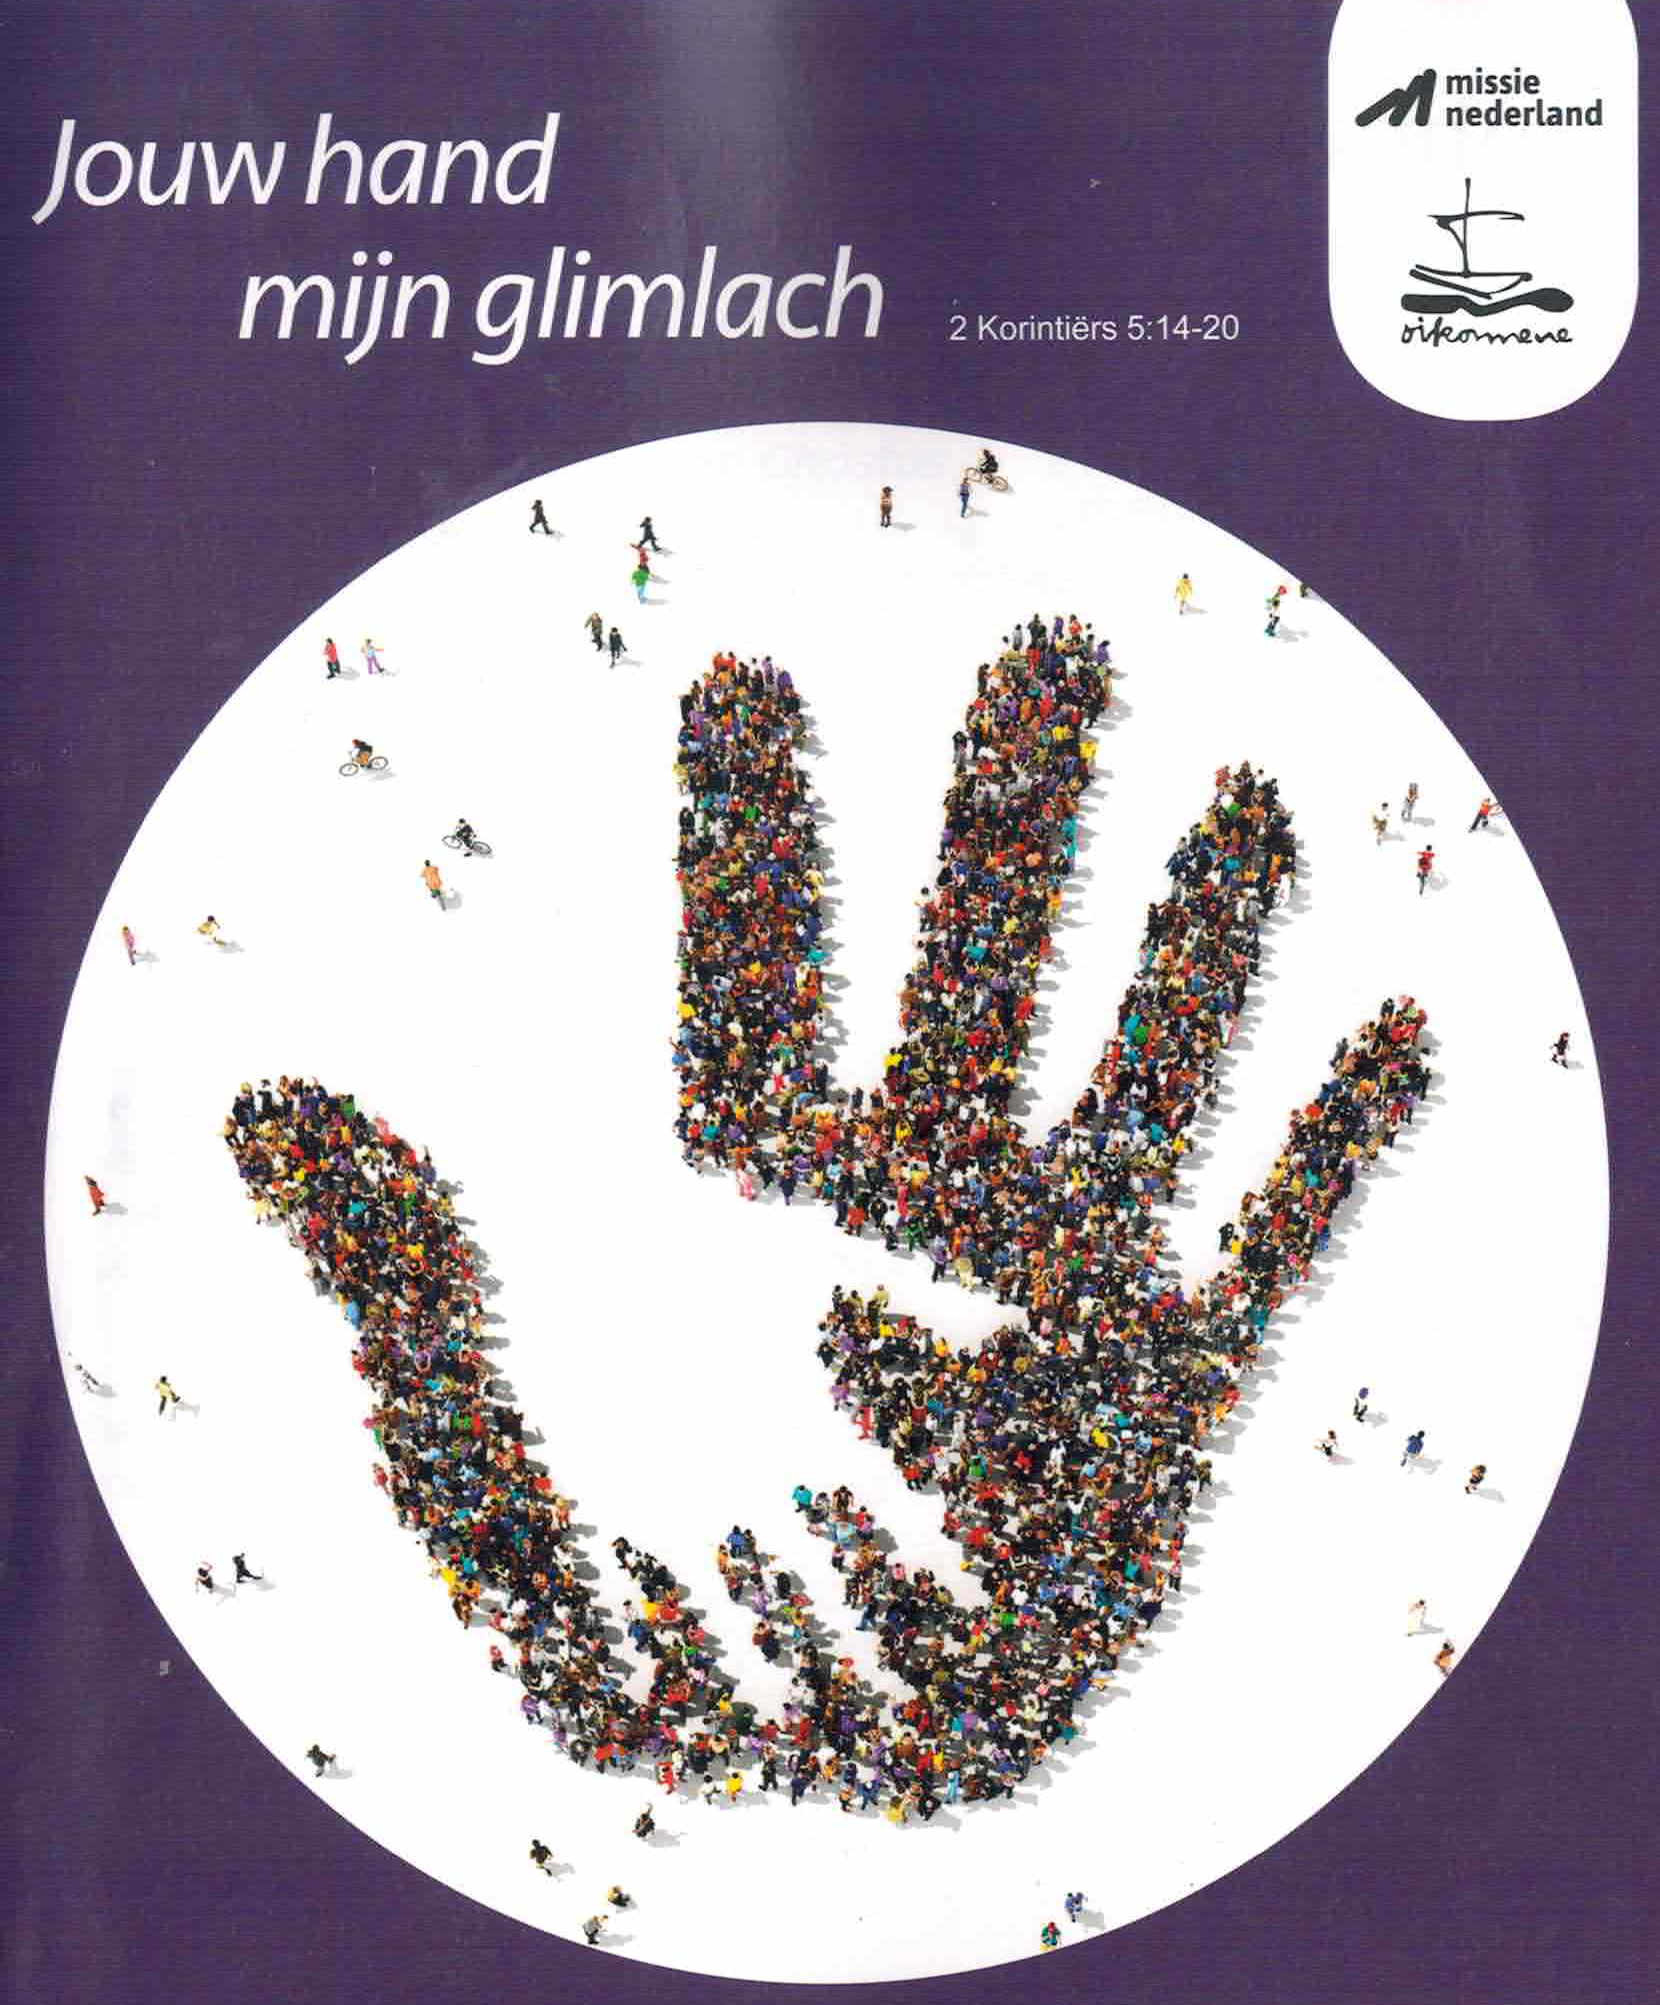 Jouw hand
mijn glimlach
2 Korintiërs 5:14-20
missie
nederland
oikomene